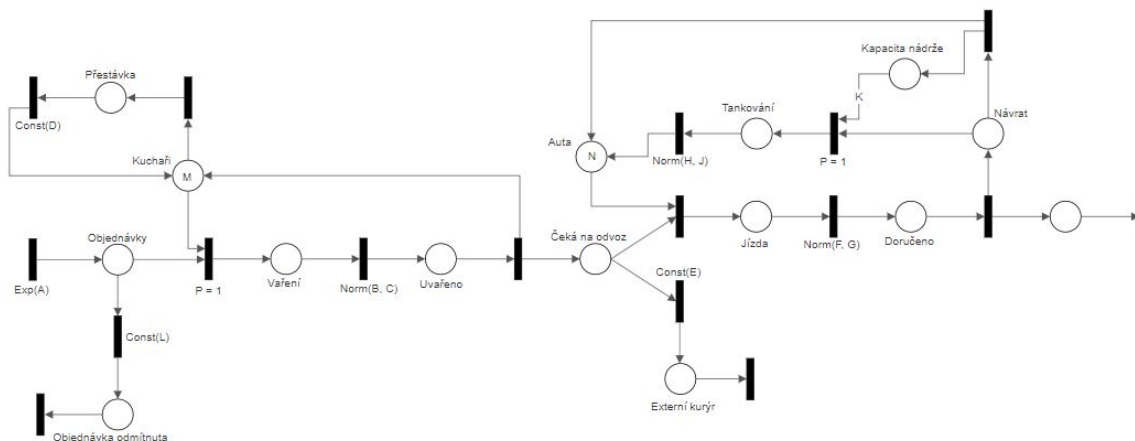 Kapacita nádrže
Přestávka
K
Tankování
Návrat
Const(D)
Auta
N
Kuchaři
M
Norm(H, J)
P = 1
Objednávky
Čeká na odvoz
Jízda
Norm(F, G)
Doručeno
Const(E)
Exp(A)
P = 1
Vaření
Norm(B, C)
Uvařeno
Const(L)
Externí kurýr
Objednávka odmítnuta